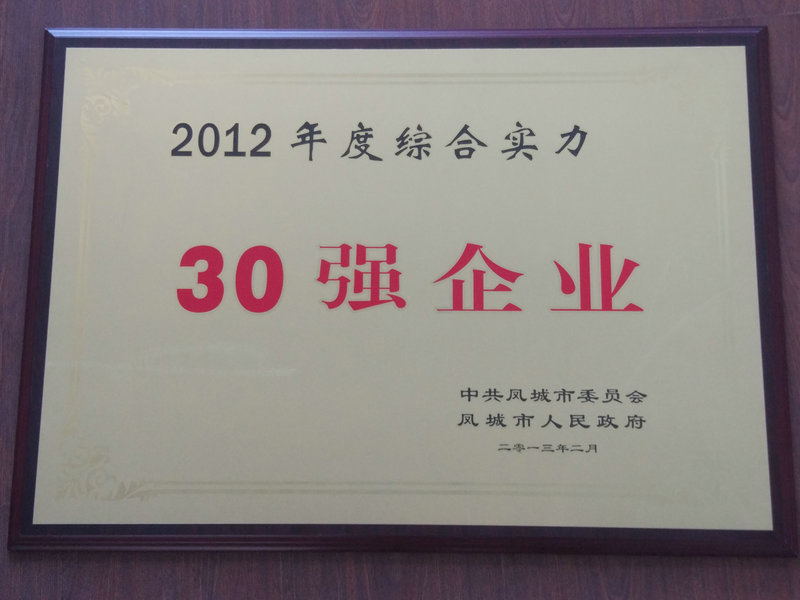 2012年度综合实力
30强企业
中共凤城市委员会
凤城市人民政府
二零一三年二月